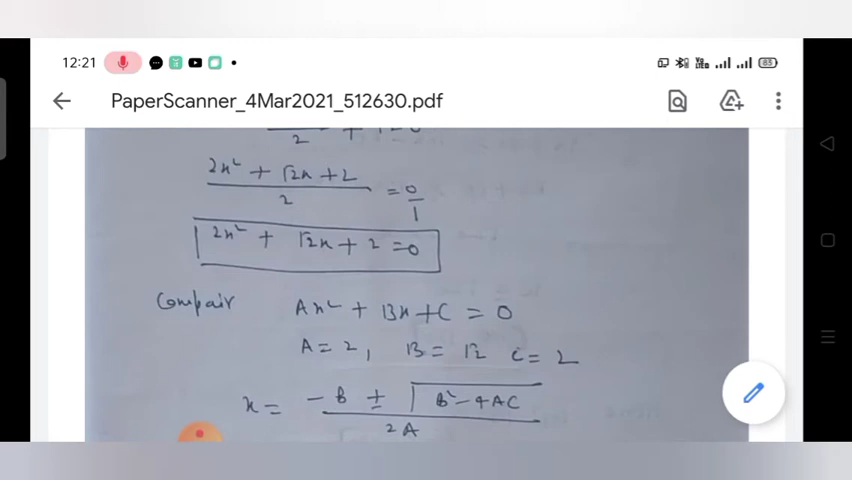 12:21
83
PaperScanner_4Mar2021_512630.pdf
2x² + √2x + 2 / 2 = 0/1
2x² + √2x + 2 = 0
Compair Ax² + Bx + C = 0
A = 2, B = √2 C = 2
x = -B ± √B² - 4AC / 2A